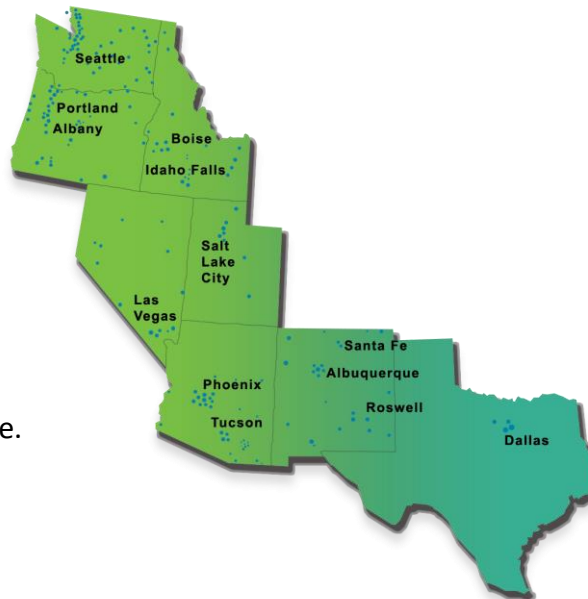 Seattle
Portland
Albany
Boise
Idaho Falls
Salt
Lake
City
Las
Vegas
Santa Fe
Albuquerque
Phoenix
Roswell
Tucson
e.
Dallas